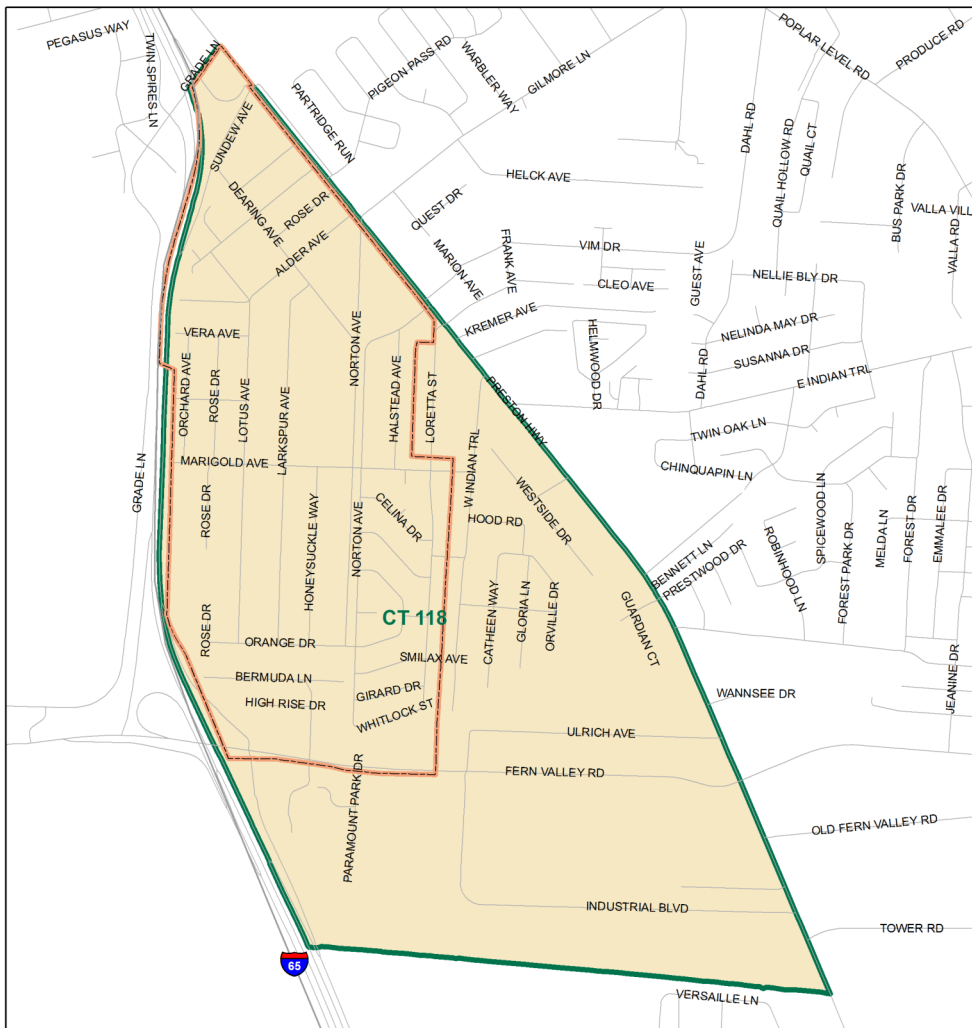 PEGASUS WAY
TWIN SPIRES LN
GRADE LN
PIGEON PASS RD
WARBLER WAY
GILMORE LN
POPLAR LEVEL RD
PRODUCE RD
PARTRIDGE RUN
SUNDEW AVE
DAHL RD
QUAIL HOLLOW RD
QUAIL CT
HELCK AVE
DEARING AVE
ROSE DR
QUEST DR
BUS PARK DR
VALLA VILL
VALLA RD
ALDER AVE
MARION AVE
FRANK AVE
VIM DR
GUEST AVE
NELLIE BLY DR
CLEO AVE
KREMER AVE
VERA AVE
NORTON AVE
HELMWOOD DR
NELINDA MAY DR
SUSANNA DR
DAHL RD
E INDIAN TRL
ORCHARD AVE
ROSE DR
LOTUS AVE
LARKSPUR AVE
HALSTEAD AVE
LORETTA ST
PRESTON HWY
TWIN OAK LN
MARIGOLD AVE
W INDIAN TRL
CHINQUAPIN LN
GRADE LN
ROSE DR
HONEYSUCKLE WAY
NORTON AVE
CELINA DR
HOOD RD
WESTSIDE DR
SPICEWOOD LN
FOREST PARK DR
MELDA LN
FOREST DR
EMMALEE DR
BENNETT LN
PRESTWOOD DR
ROBINHOOD LN
CT 118
CATHEEN WAY
GLORIA LN
ORVILLE DR
GUARDIAN CT
ROSE DR
ORANGE DR
SMILAX AVE
BERMUDA LN
GIRARD DR
WANNSEE DR
JEANINE DR
HIGH RISE DR
WHITLOCK ST
ULRICH AVE
FERN VALLEY RD
PARAMOUNT PARK DR
OLD FERN VALLEY RD
INDUSTRIAL BLVD
TOWER RD
65
VERSAILLE LN